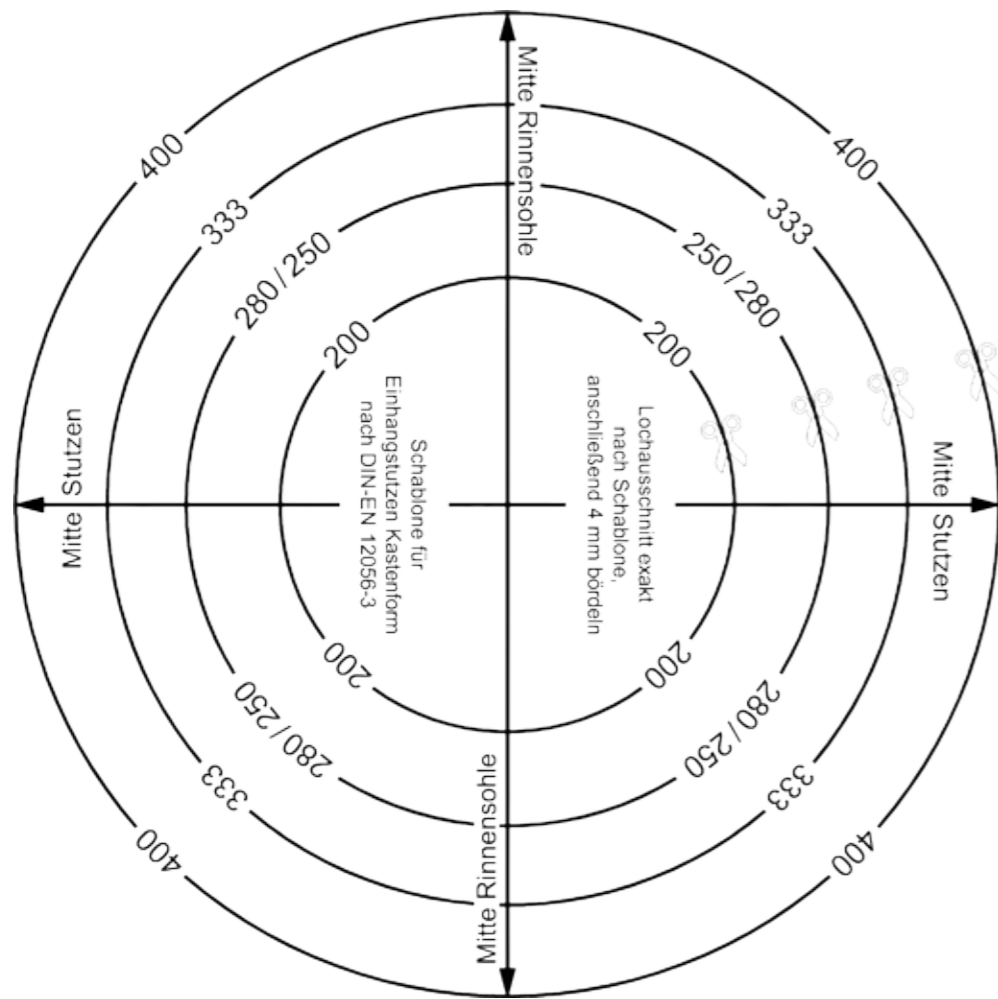 Mitte Rinnensohle
400
400
333
333
280/250
250/280
200
200
Mitte Stutzen
Schablone für
Einhangstutzen Kastenform
nach DIN-EN 12056-3
Lochausschnitt exakt
nach Schablone,
anschließend 4 mm bördeln
Mitte Stutzen
200
200
280/250
280/250
333
333
400
400
Mitte Rinnensohle